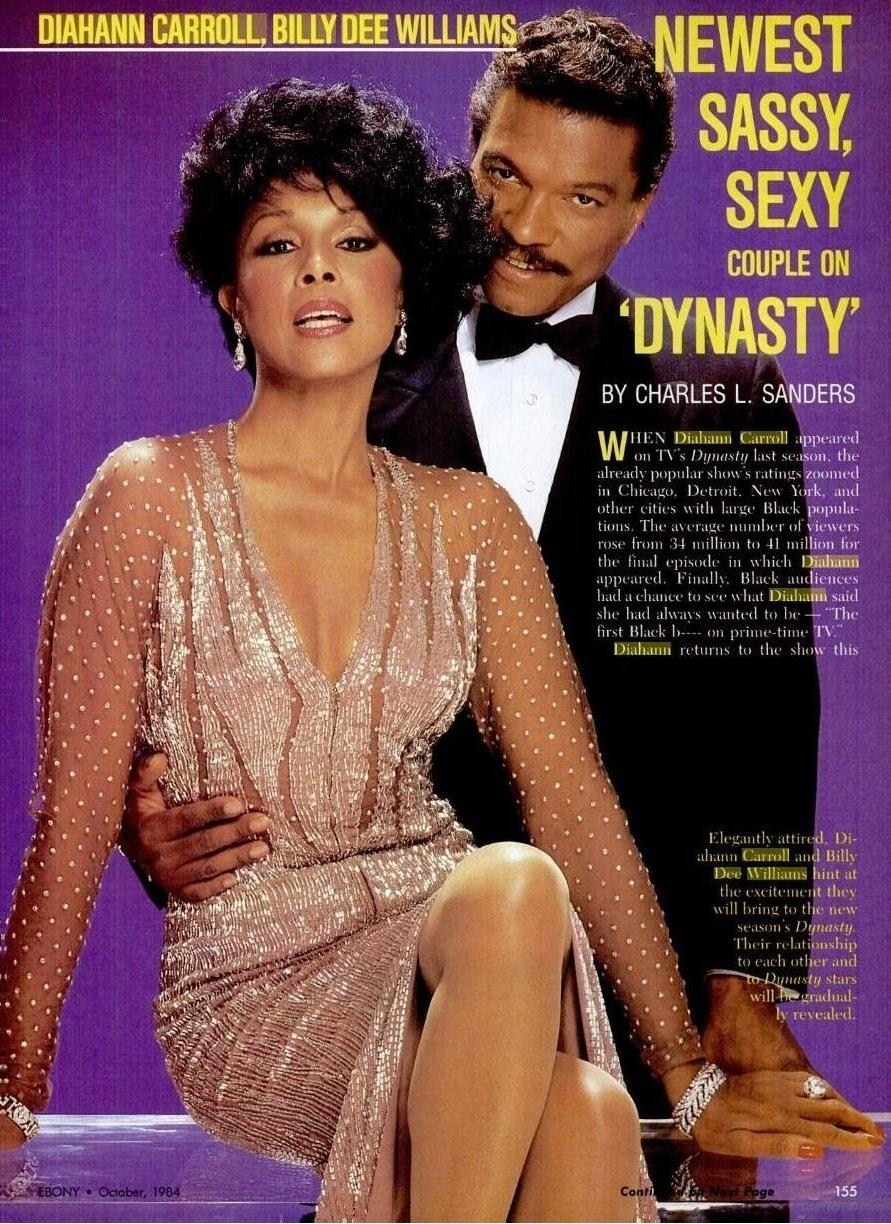 DIAHANN CARROLL, BILLY DEE WILLIAMS
NEWEST
SASSY,
SEXY
COUPLE ON
'DYNASTY'
BY CHARLES L. SANDERS
WHEN Diahann Carroll appeared
on TV's Dynasty last season, the
already popular show's ratings zoomed
in Chicago, Detroit, New York, and
other cities with large Black popula-
tions. The average number of viewers
rose from 34 million to 41 million for
the final episode in which Diahann
appeared. Finally, Black audiences
had a chance to see what Diahann said
she had always wanted to be — "The
first Black b---- on prime-time TV."
Diahann returns to the show this
Elegantly attired, Di-
ahann Carroll and Billy
Dee Williams hint at
the excitement they
will bring to the new
season's Dynasty.
Their relationship
to each other and
to Dynasty stars
will be gradual-
ly revealed.
EBONY • October, 1984
Continued on Next Page
155